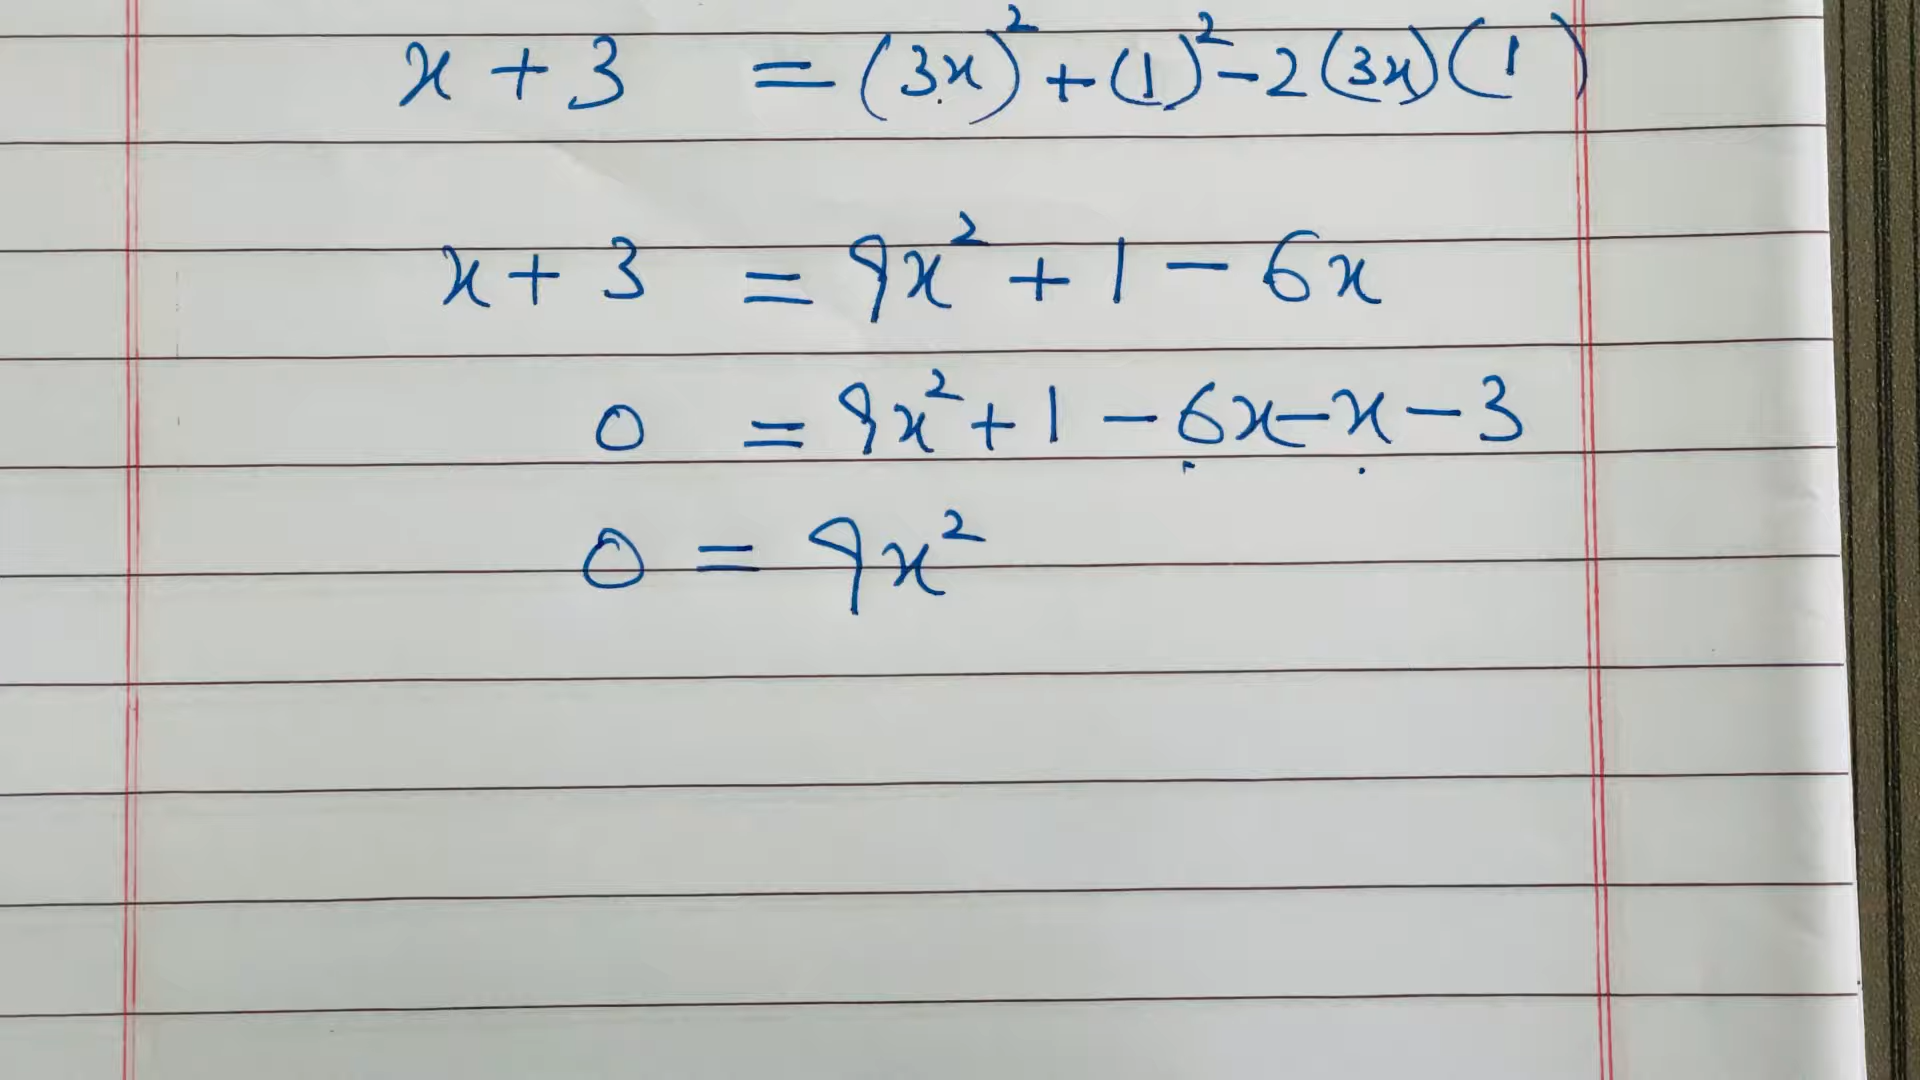 x + 3 = (3x)² + (1)² - 2(3x)(1)
x + 3 = 9x² + 1 - 6x
0 = 9x² + 1 - 6x - x - 3
0 = 9x²